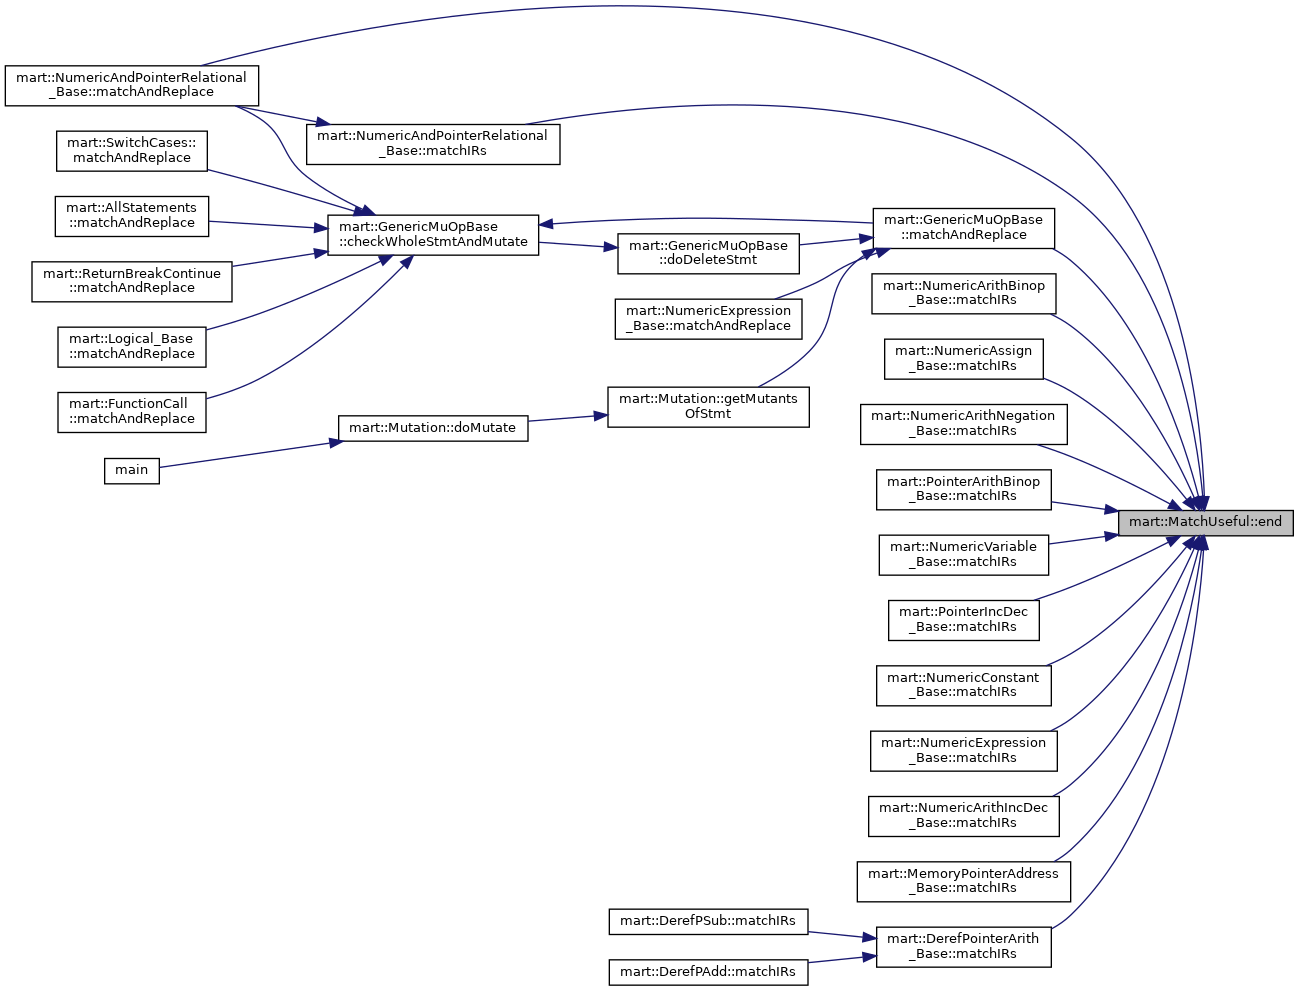 mart::NumericAndPointerRelational
_Base::matchAndReplace
mart::NumericAndPointerRelational
_Base::matchIRs
mart::SwitchCases::
matchAndReplace
mart::AllStatements
::matchAndReplace
mart::GenericMuOpBase
::checkWholeStmtAndMutate
mart::GenericMuOpBase
::matchAndReplace
mart::GenericMuOpBase
::doDeleteStmt
mart::ReturnBreakContinue
::matchAndReplace
mart::NumericArithBinop
_Base::matchIRs
mart::NumericExpression
_Base::matchAndReplace
mart::Logical_Base
::matchAndReplace
mart::NumericAssign
_Base::matchIRs
mart::FunctionCall
::matchAndReplace
mart::Mutation::getMutants
OfStmt
mart::NumericArithNegation
_Base::matchIRs
mart::Mutation::doMutate
main
mart::PointerArithBinop
_Base::matchIRs
mart::MatchUseful::end
mart::NumericVariable
_Base::matchIRs
mart::PointerIncDec
_Base::matchIRs
mart::NumericConstant
_Base::matchIRs
mart::NumericExpression
_Base::matchIRs
mart::NumericArithIncDec
_Base::matchIRs
mart::MemoryPointerAddress
_Base::matchIRs
mart::DerefPSub::matchIRs
mart::DerefPointerArith
_Base::matchIRs
mart::DerefPAdd::matchIRs